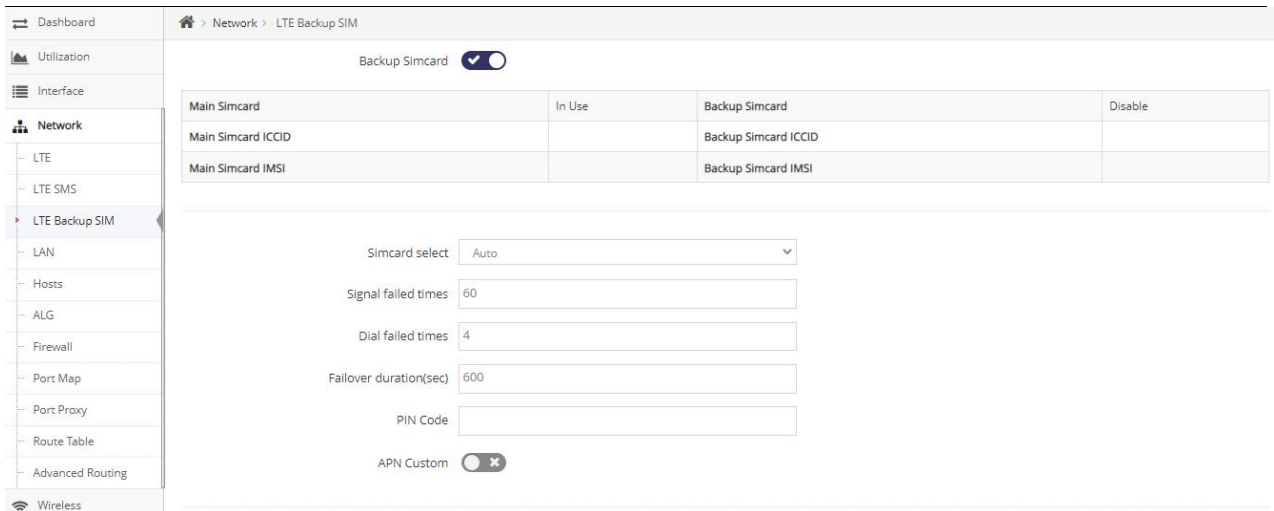 Dashboard
Utilization
Interface
Network
LTE
LTE SMS
LTE Backup SIM
LAN
Hosts
ALG
Firewall
Port Map
Port Proxy
Route Table
Advanced Routing
Wireless
> Network > LTE Backup SIM
Backup Simcard
Main Simcard In Use Backup Simcard Disable
Main Simcard ICCID Backup Simcard ICCID
Main Simcard IMSI Backup Simcard IMSI
Simcard select Auto
Signal failed times 60
Dial failed times 4
Failover duration(sec) 600
PIN Code
APN Custom